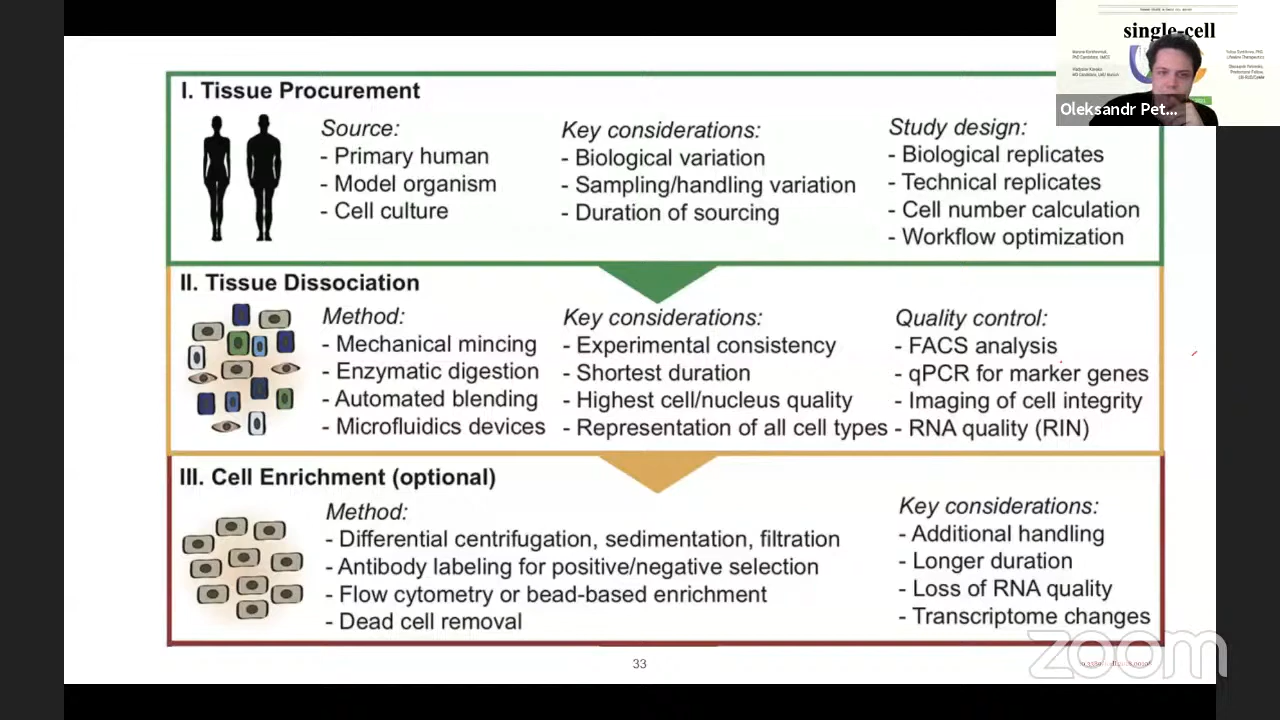 single-cell
Oleksandr Pet...
I. Tissue Procurement
Source:
- Primary human
- Model organism
- Cell culture
Key considerations:
- Biological variation
- Sampling/handling variation
- Duration of sourcing
Study design:
- Biological replicates
- Technical replicates
- Cell number calculation
- Workflow optimization
II. Tissue Dissociation
Method:
- Mechanical mincing
- Enzymatic digestion
- Automated blending
- Microfluidics devices
Key considerations:
- Experimental consistency
- Shortest duration
- Highest cell/nucleus quality
- Representation of all cell types
Quality control:
- FACS analysis
- qPCR for marker genes
- Imaging of cell integrity
- RNA quality (RIN)
III. Cell Enrichment (optional)
Method:
- Differential centrifugation, sedimentation, filtration
- Antibody labeling for positive/negative selection
- Flow cytometry or bead-based enrichment
- Dead cell removal
Key considerations:
- Additional handling
- Longer duration
- Loss of RNA quality
- Transcriptome changes
33
zoom